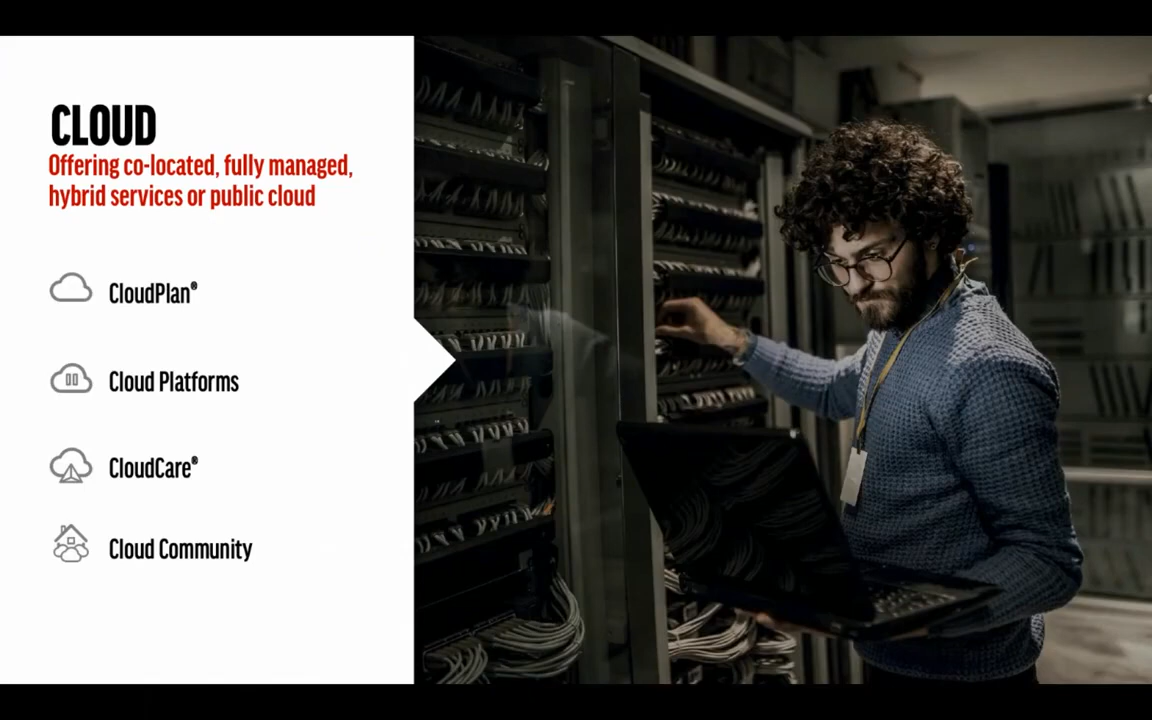 CLOUD
Offering co-located, fully managed,
hybrid services or public cloud
CloudPlan®
Cloud Platforms
CloudCare®
Cloud Community